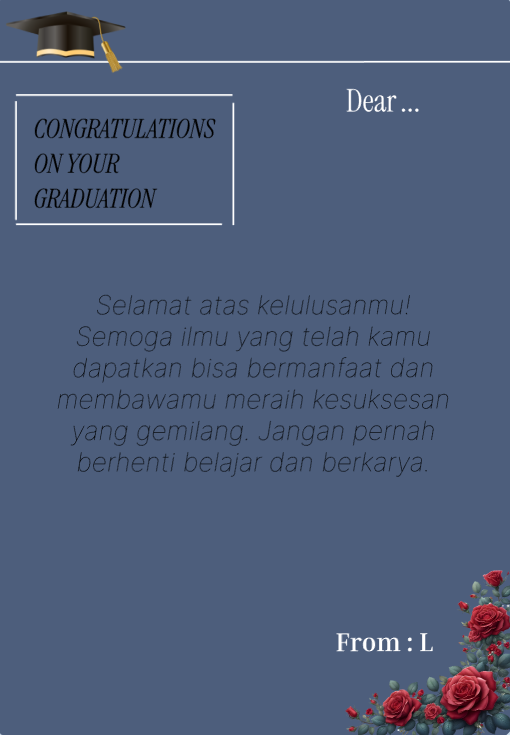 Dear ...
CONGRATULATIONS
ON YOUR
GRADUATION
Selamat atas kelulusanmu!
Semoga ilmu yang telah kamu
dapatkan bisa bermanfaat dan
membawamu meraih kesuksesan
yang gemilang. Jangan pernah
berhenti belajar dan berkarya.
From : L